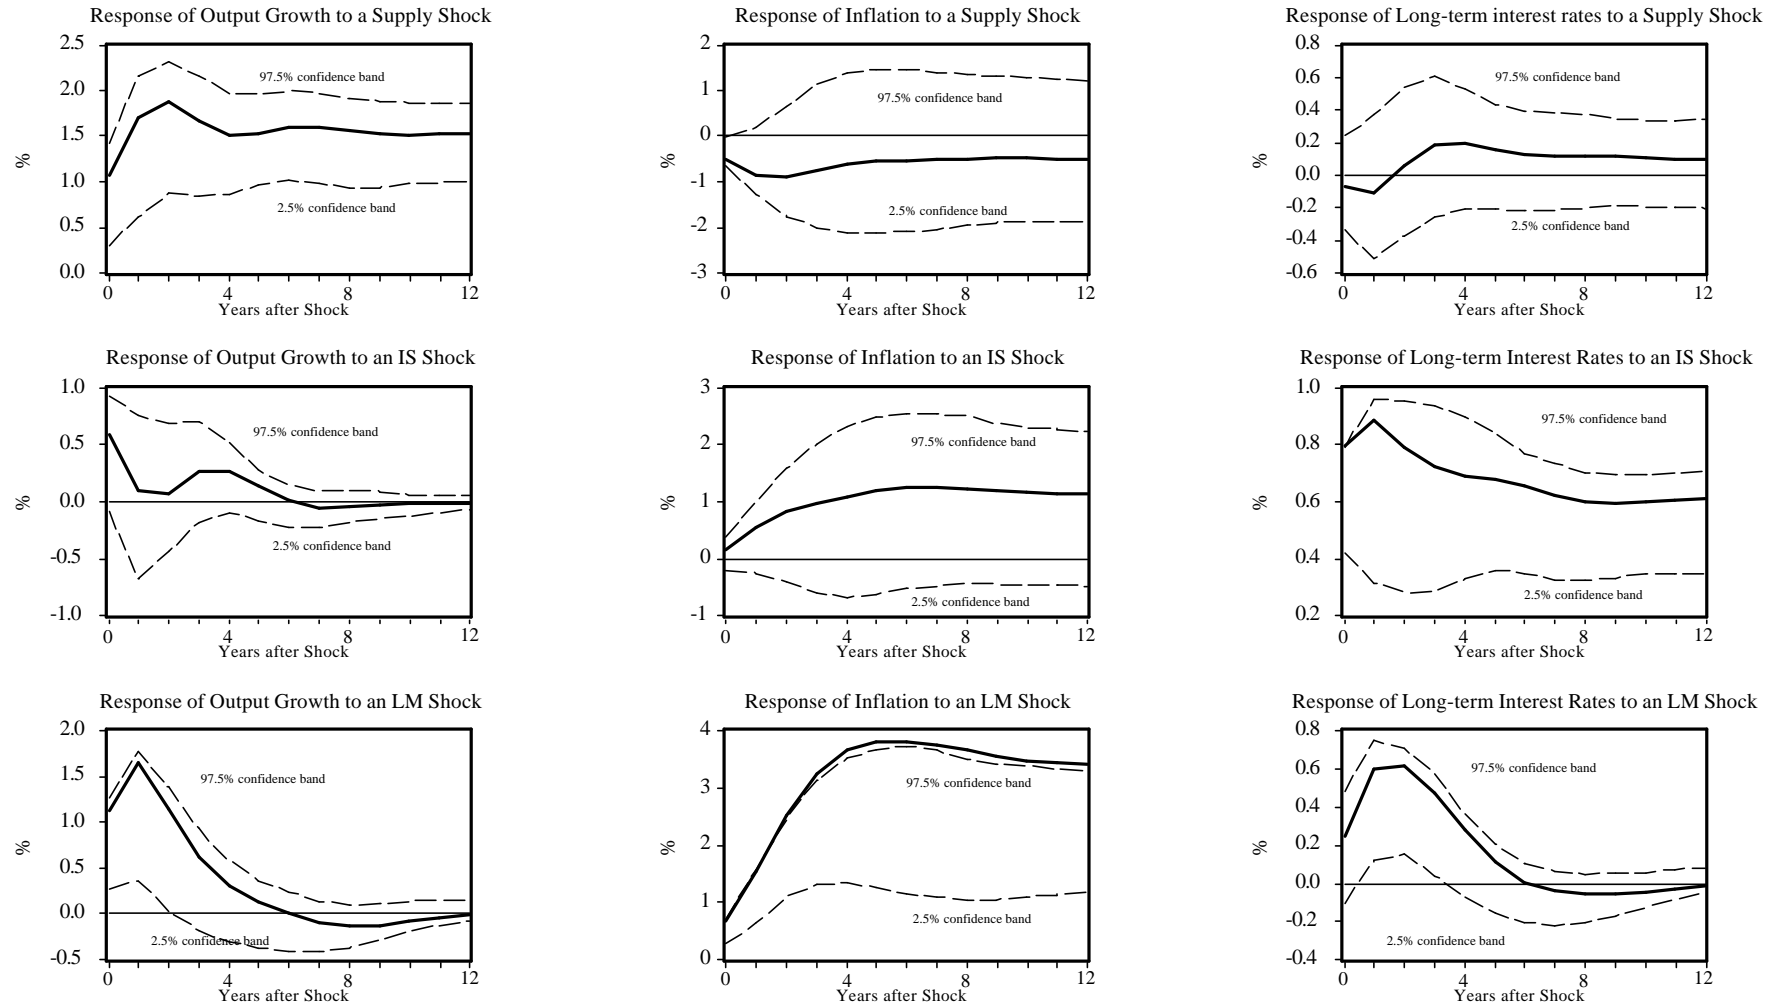 Response of Output Growth to a Supply Shock
2.5
2.0
1.5
1.0
0.5
0.0
%
97.5% confidence band
2.5% confidence band
0 4 8 12
Years after Shock
Response of Inflation to a Supply Shock
2
1
0
-1
-2
-3
%
97.5% confidence band
2.5% confidence band
0 4 8 12
Years after Shock
Response of Long-term interest rates to a Supply Shock
0.8
0.6
0.4
0.2
0.0
-0.2
-0.4
-0.6
%
97.5% confidence band
2.5% confidence band
0 4 8 12
Years after Shock
Response of Output Growth to an IS Shock
1.0
0.5
0.0
-0.5
-1.0
%
97.5% confidence band
2.5% confidence band
0 4 8 12
Years after Shock
Response of Inflation to an IS Shock
3
2
1
0
-1
%
97.5% confidence band
2.5% confidence band
0 4 8 12
Years after Shock
Response of Long-term Interest Rates to an IS Shock
1.0
0.8
0.6
0.4
0.2
%
97.5% confidence band
2.5% confidence band
0 4 8 12
Years after Shock
Response of Output Growth to an LM Shock
2.0
1.5
1.0
0.5
0.0
-0.5
%
97.5% confidence band
2.5% confidence band
0 4 8 12
Years after Shock
Response of Inflation to an LM Shock
4
3
2
1
0
%
97.5% confidence band
2.5% confidence band
0 4 8 12
Years after Shock
Response of Long-term Interest Rates to an LM Shock
0.8
0.6
0.4
0.2
0.0
-0.2
-0.4
%
97.5% confidence band
2.5% confidence band
0 4 8 12
Years after Shock